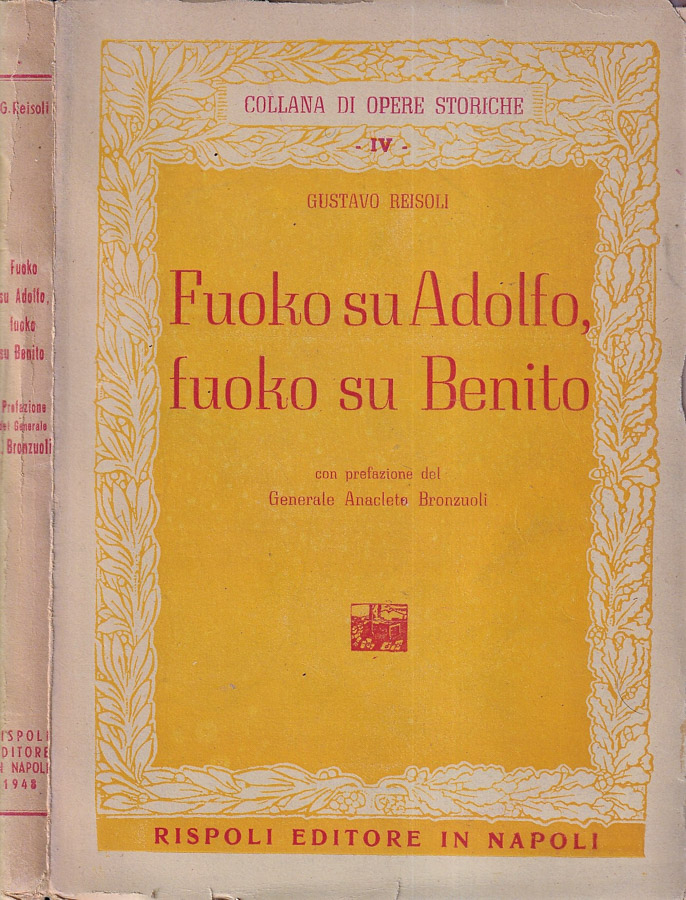 G. Reisoli
Fuoko
su Adolfo,
fuoko
su Benito
Prefazione
del Generale
. Bronzuoli
RISPOLI
EDITORE
IN NAPOLI
1948
COLLANA DI OPERE STORICHE
- IV -
GUSTAVO REISOLI
Fuoko su Adolfo,
fuoko su Benito
con prefazione del
Generale Anacleto Bronzuoli
RISPOLI EDITORE IN NAPOLI